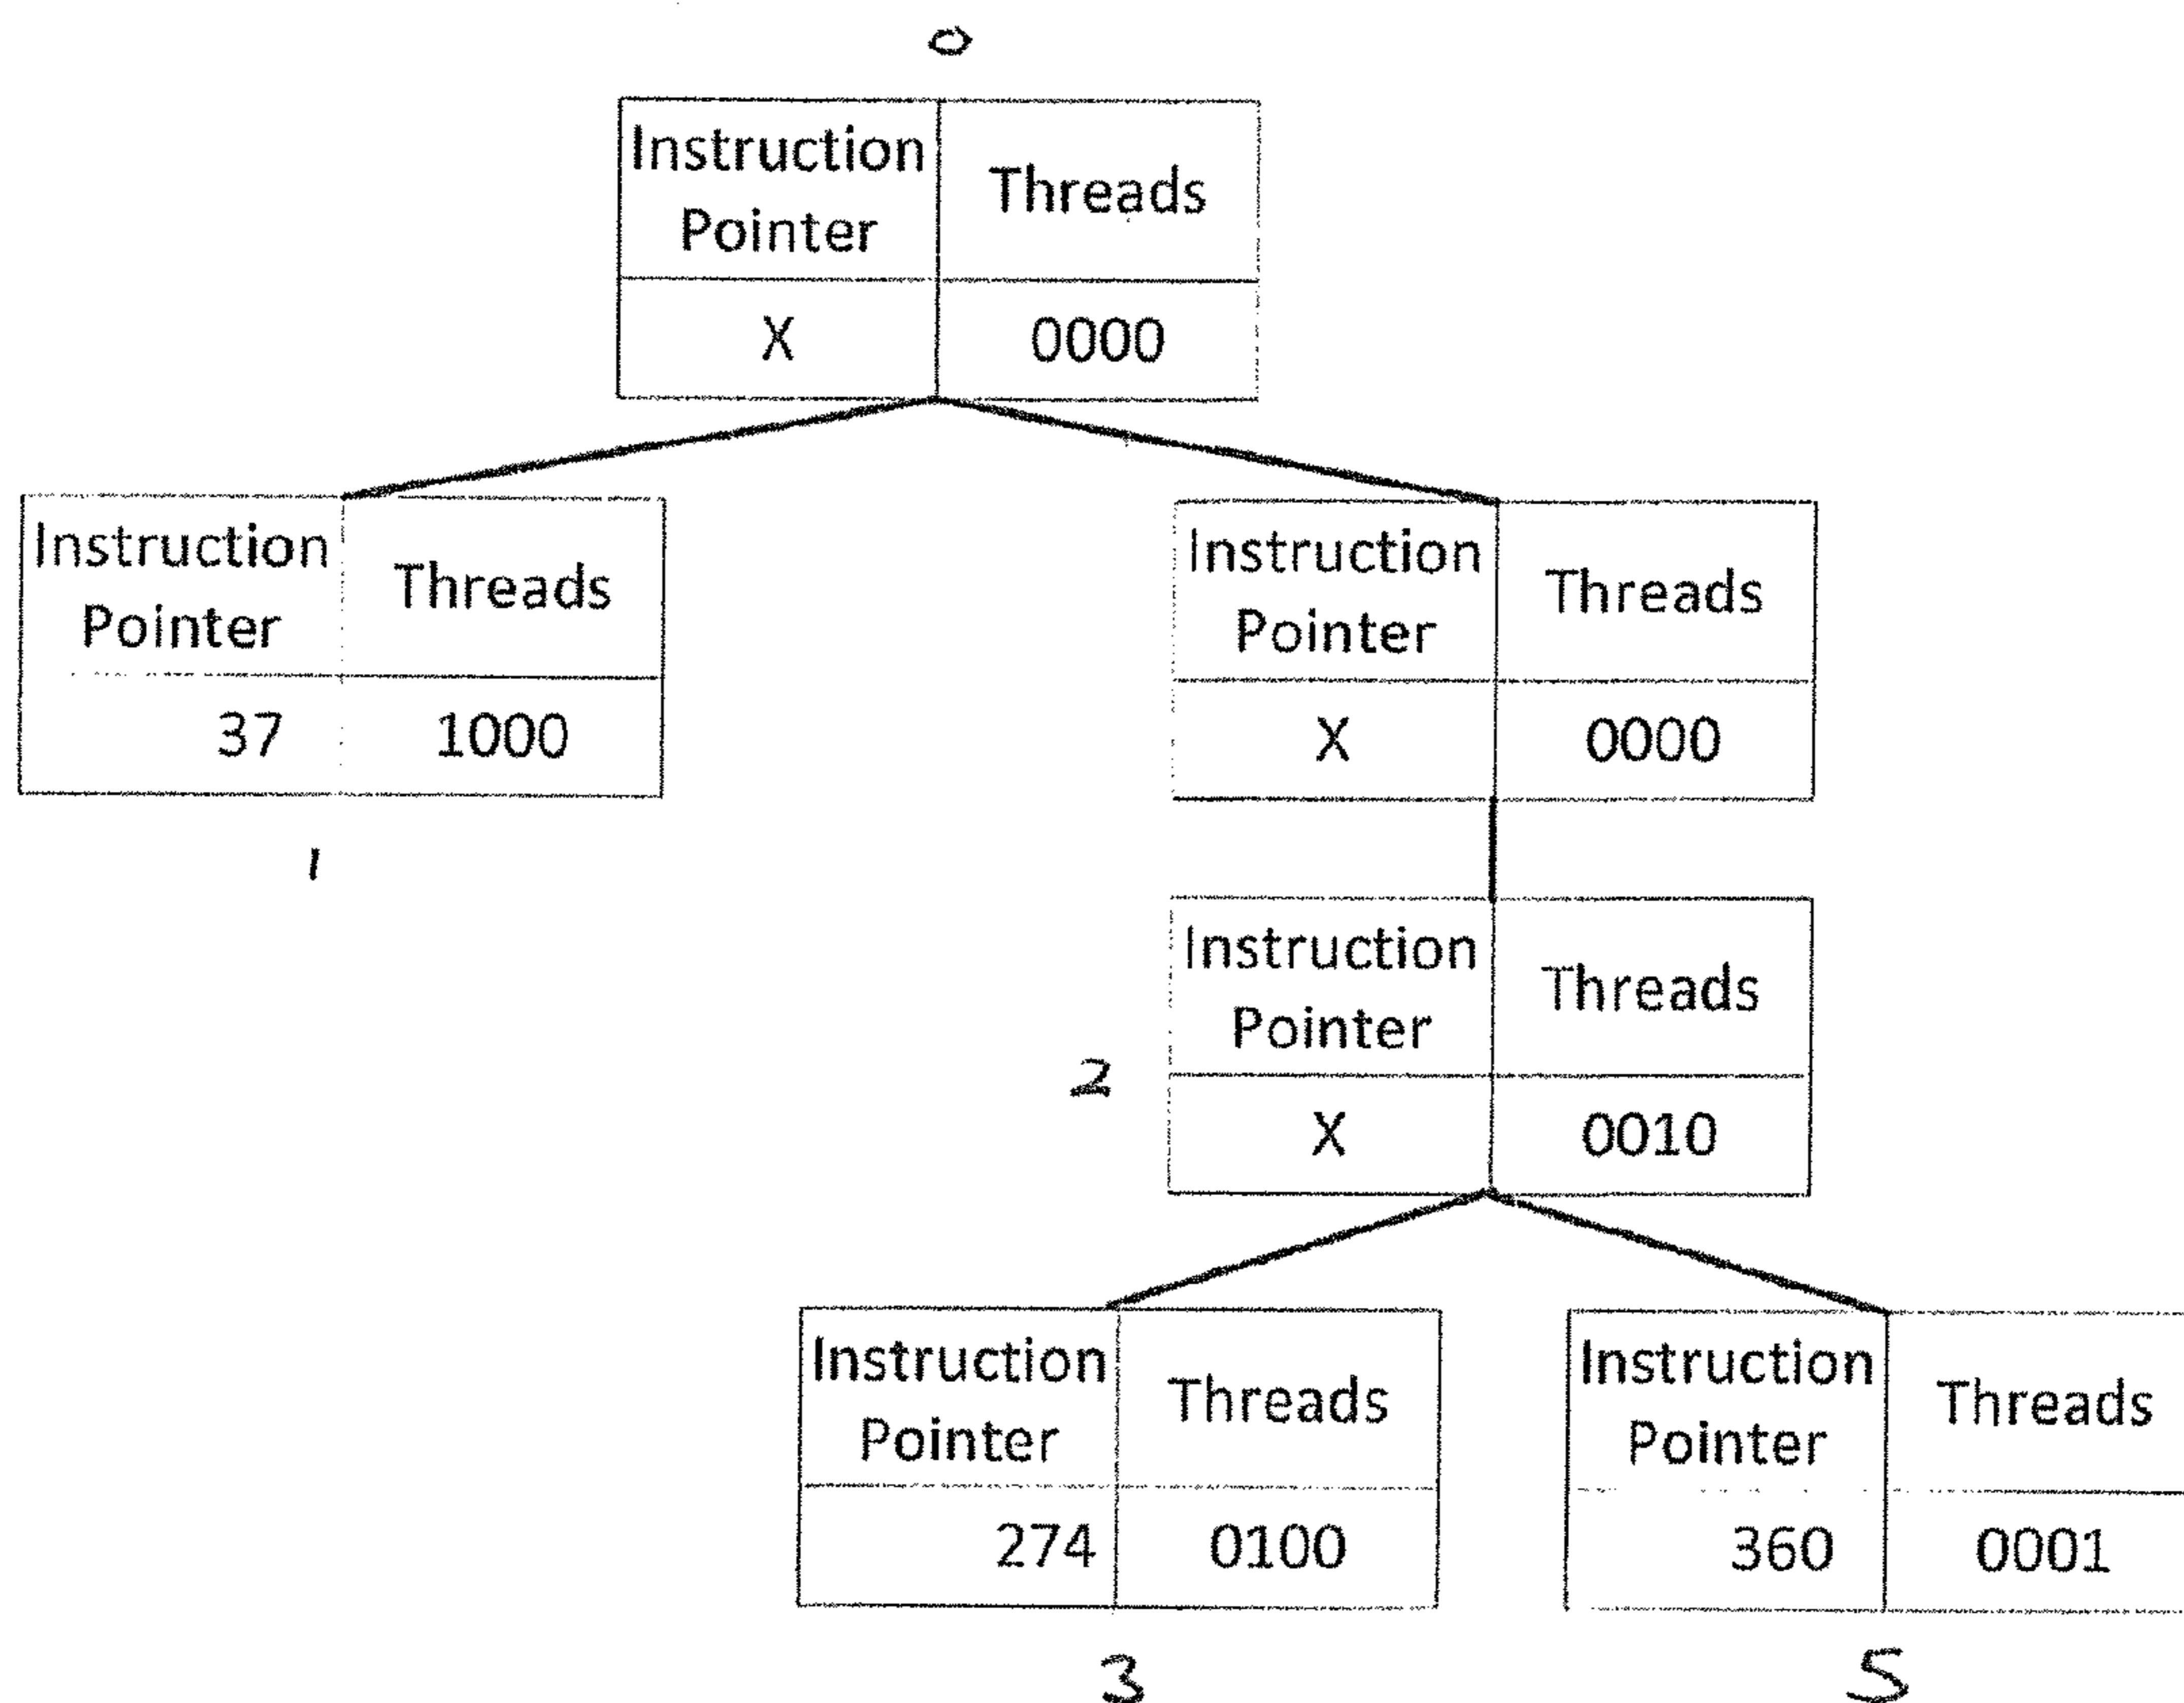 0
Instruction Pointer Threads
X 0000
Instruction Pointer Threads
37 1000
1
Instruction Pointer Threads
X 0000
Instruction Pointer Threads
2
X 0010
Instruction Pointer Threads
274 0100
3
Instruction Pointer Threads
360 0001
5